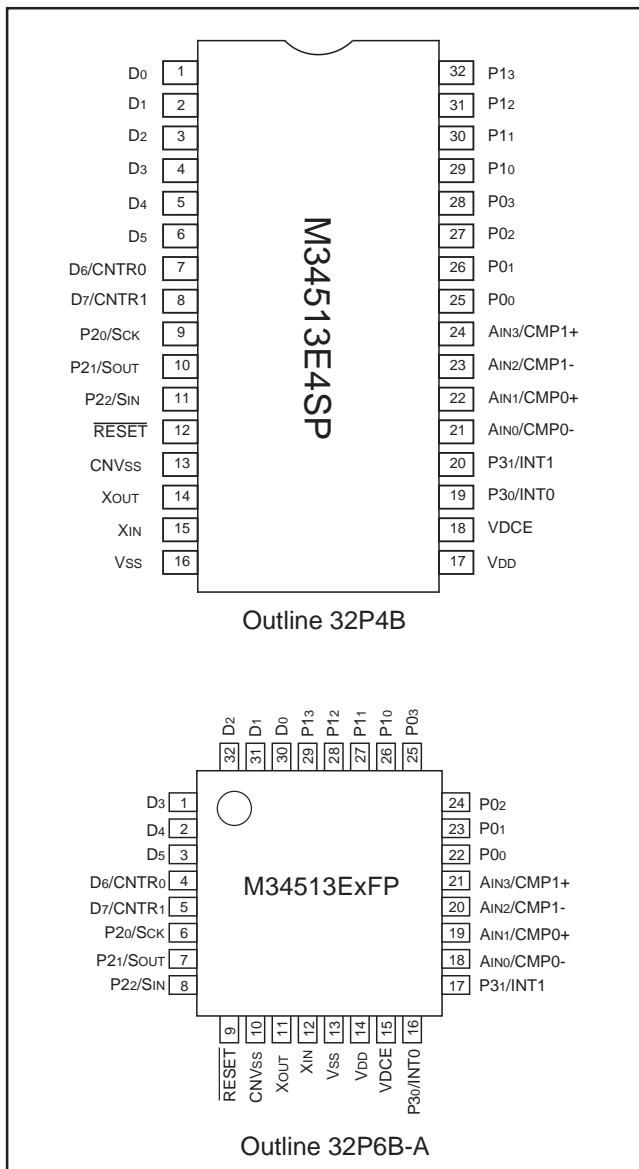 D0 1 32 P13
D1 2 31 P12
D2 3 30 P11
D3 4 29 P10
D4 5 28 P03
D5 6 27 P02
D6/CNTR0 7 26 P01
D7/CNTR1 8 25 P00
P20/SCK 9 24 AIN3/CMP1+
P21/SOUT 10 23 AIN2/CMP1-
P22/SIN 11 22 AIN1/CMP0+
RESET 12 21 AIN0/CMP0-
CNVSS 13 20 P31/INT1
XOUT 14 19 P30/INT0
XIN 15 18 VDCE
VSS 16 17 VDD
M34513E4SP
Outline 32P4B
D2 D1 D0 P13 P12 P11 P10 P03
32 31 30 29 28 27 26 25
D3 1 24 P02
D4 2 23 P01
D5 3 22 P00
D6/CNTR0 4 21 AIN3/CMP1+
D7/CNTR1 5 20 AIN2/CMP1-
P20/SCK 6 19 AIN1/CMP0+
P21/SOUT 7 18 AIN0/CMP0-
P22/SIN 8 17 P31/INT1
M34513ExFP
9 10 11 12 13 14 15 16
RESET CNVSS XOUT XIN VSS VDD VDCE P30/INT0
Outline 32P6B-A